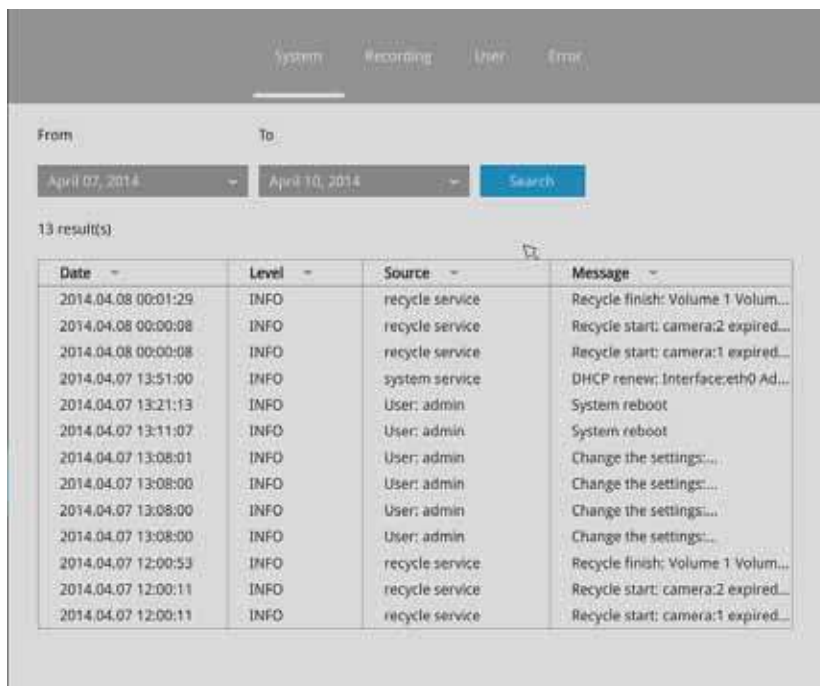 System Recording User Error
From To
April 07, 2014 April 10, 2014 Search
13 result(s)
Date Level Source Message
2014.04.08 00:01:29 INFO recycle service Recycle finish: Volume 1 Volum...
2014.04.08 00:00:08 INFO recycle service Recycle start: camera:2 expired...
2014.04.08 00:00:08 INFO recycle service Recycle start: camera:1 expired...
2014.04.07 13:51:00 INFO system service DHCP renew: Interface:eth0 Ad...
2014.04.07 13:21:13 INFO User: admin System reboot
2014.04.07 13:11:07 INFO User: admin System reboot
2014.04.07 13:08:01 INFO User: admin Change the settings:...
2014.04.07 13:08:00 INFO User: admin Change the settings:...
2014.04.07 13:08:00 INFO User: admin Change the settings:...
2014.04.07 13:08:00 INFO User: admin Change the settings:...
2014.04.07 12:00:53 INFO recycle service Recycle finish: Volume 1 Volum...
2014.04.07 12:00:11 INFO recycle service Recycle start: camera:2 expired...
2014.04.07 12:00:11 INFO recycle service Recycle start: camera:1 expired...